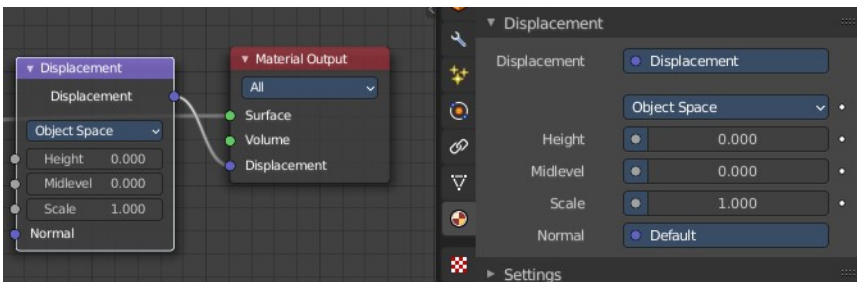 Displacement
Displacement
Object Space
Height 0.000
Midlevel 0.000
Scale 1.000
Normal
Material Output
All
Surface
Volume
Displacement
Displacement
Displacement Displacement
Object Space
Height 0.000
Midlevel 0.000
Scale 1.000
Normal Default
Settings